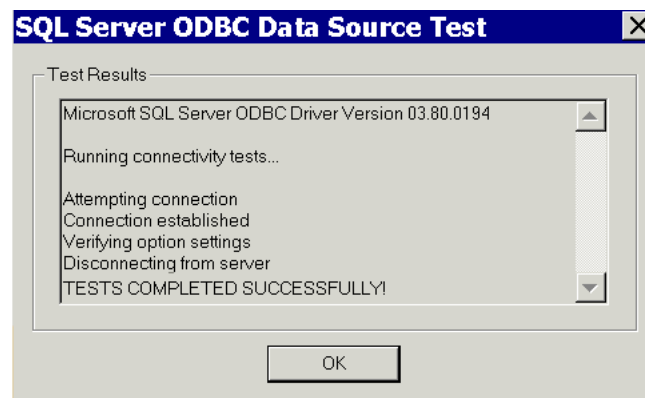 SQL Server ODBC Data Source Test
Test Results
Microsoft SQL Server ODBC Driver Version 03.80.0194
Running connectivity tests...
Attempting connection
Connection established
Verifying option settings
Disconnecting from server
TESTS COMPLETED SUCCESSFULLY!
OK